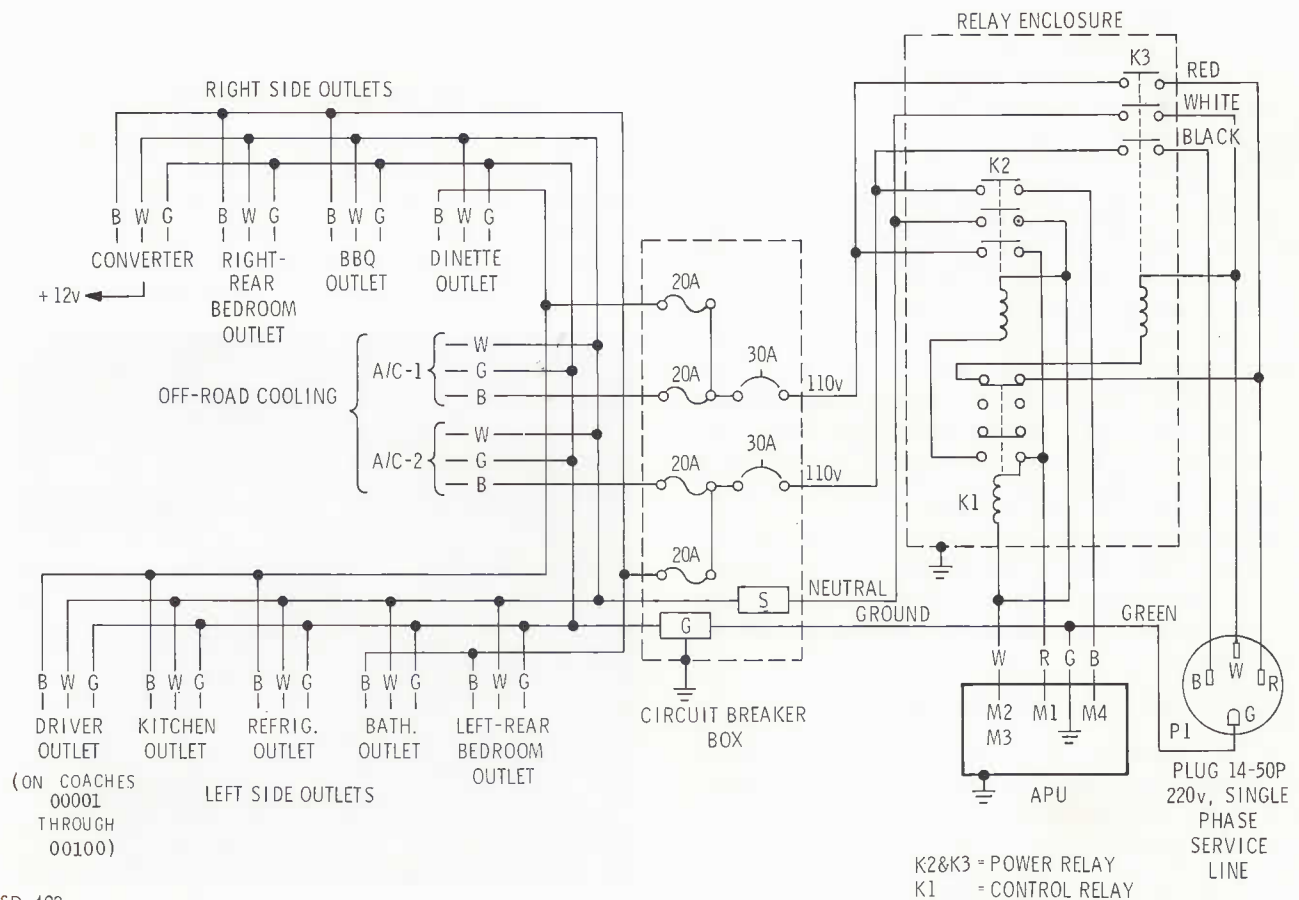 RELAY ENCLOSURE
K3
RED
WHITE
BLACK
RIGHT SIDE OUTLETS
K2
B W G B W G B W G B W G
CONVERTER
RIGHT-
REAR
BEDROOM
OUTLET
BBQ
OUTLET
DINETTE
OUTLET
+ 12v
20A
W
A/C-1 G
B
20A
30A
110v
OFF-ROAD COOLING
W
A/C-2 G
B
20A
30A
110v
K1
20A
S
NEUTRAL
G
GROUND
GREEN
W R G B
B W R
G
B W G B W G B W G B W G B W G
DRIVER
OUTLET
KITCHEN
OUTLET
REFRIG.
OUTLET
BATH.
OUTLET
LEFT-REAR
BEDROOM
OUTLET
CIRCUIT BREAKER
BOX
M2 M1 M4
M3
P1
(ON COACHES
00001
THROUGH
00100)
LEFT SIDE OUTLETS
APU
PLUG 14-50P
220v, SINGLE
PHASE
SERVICE
LINE
K2&K3 = POWER RELAY
K1 = CONTROL RELAY